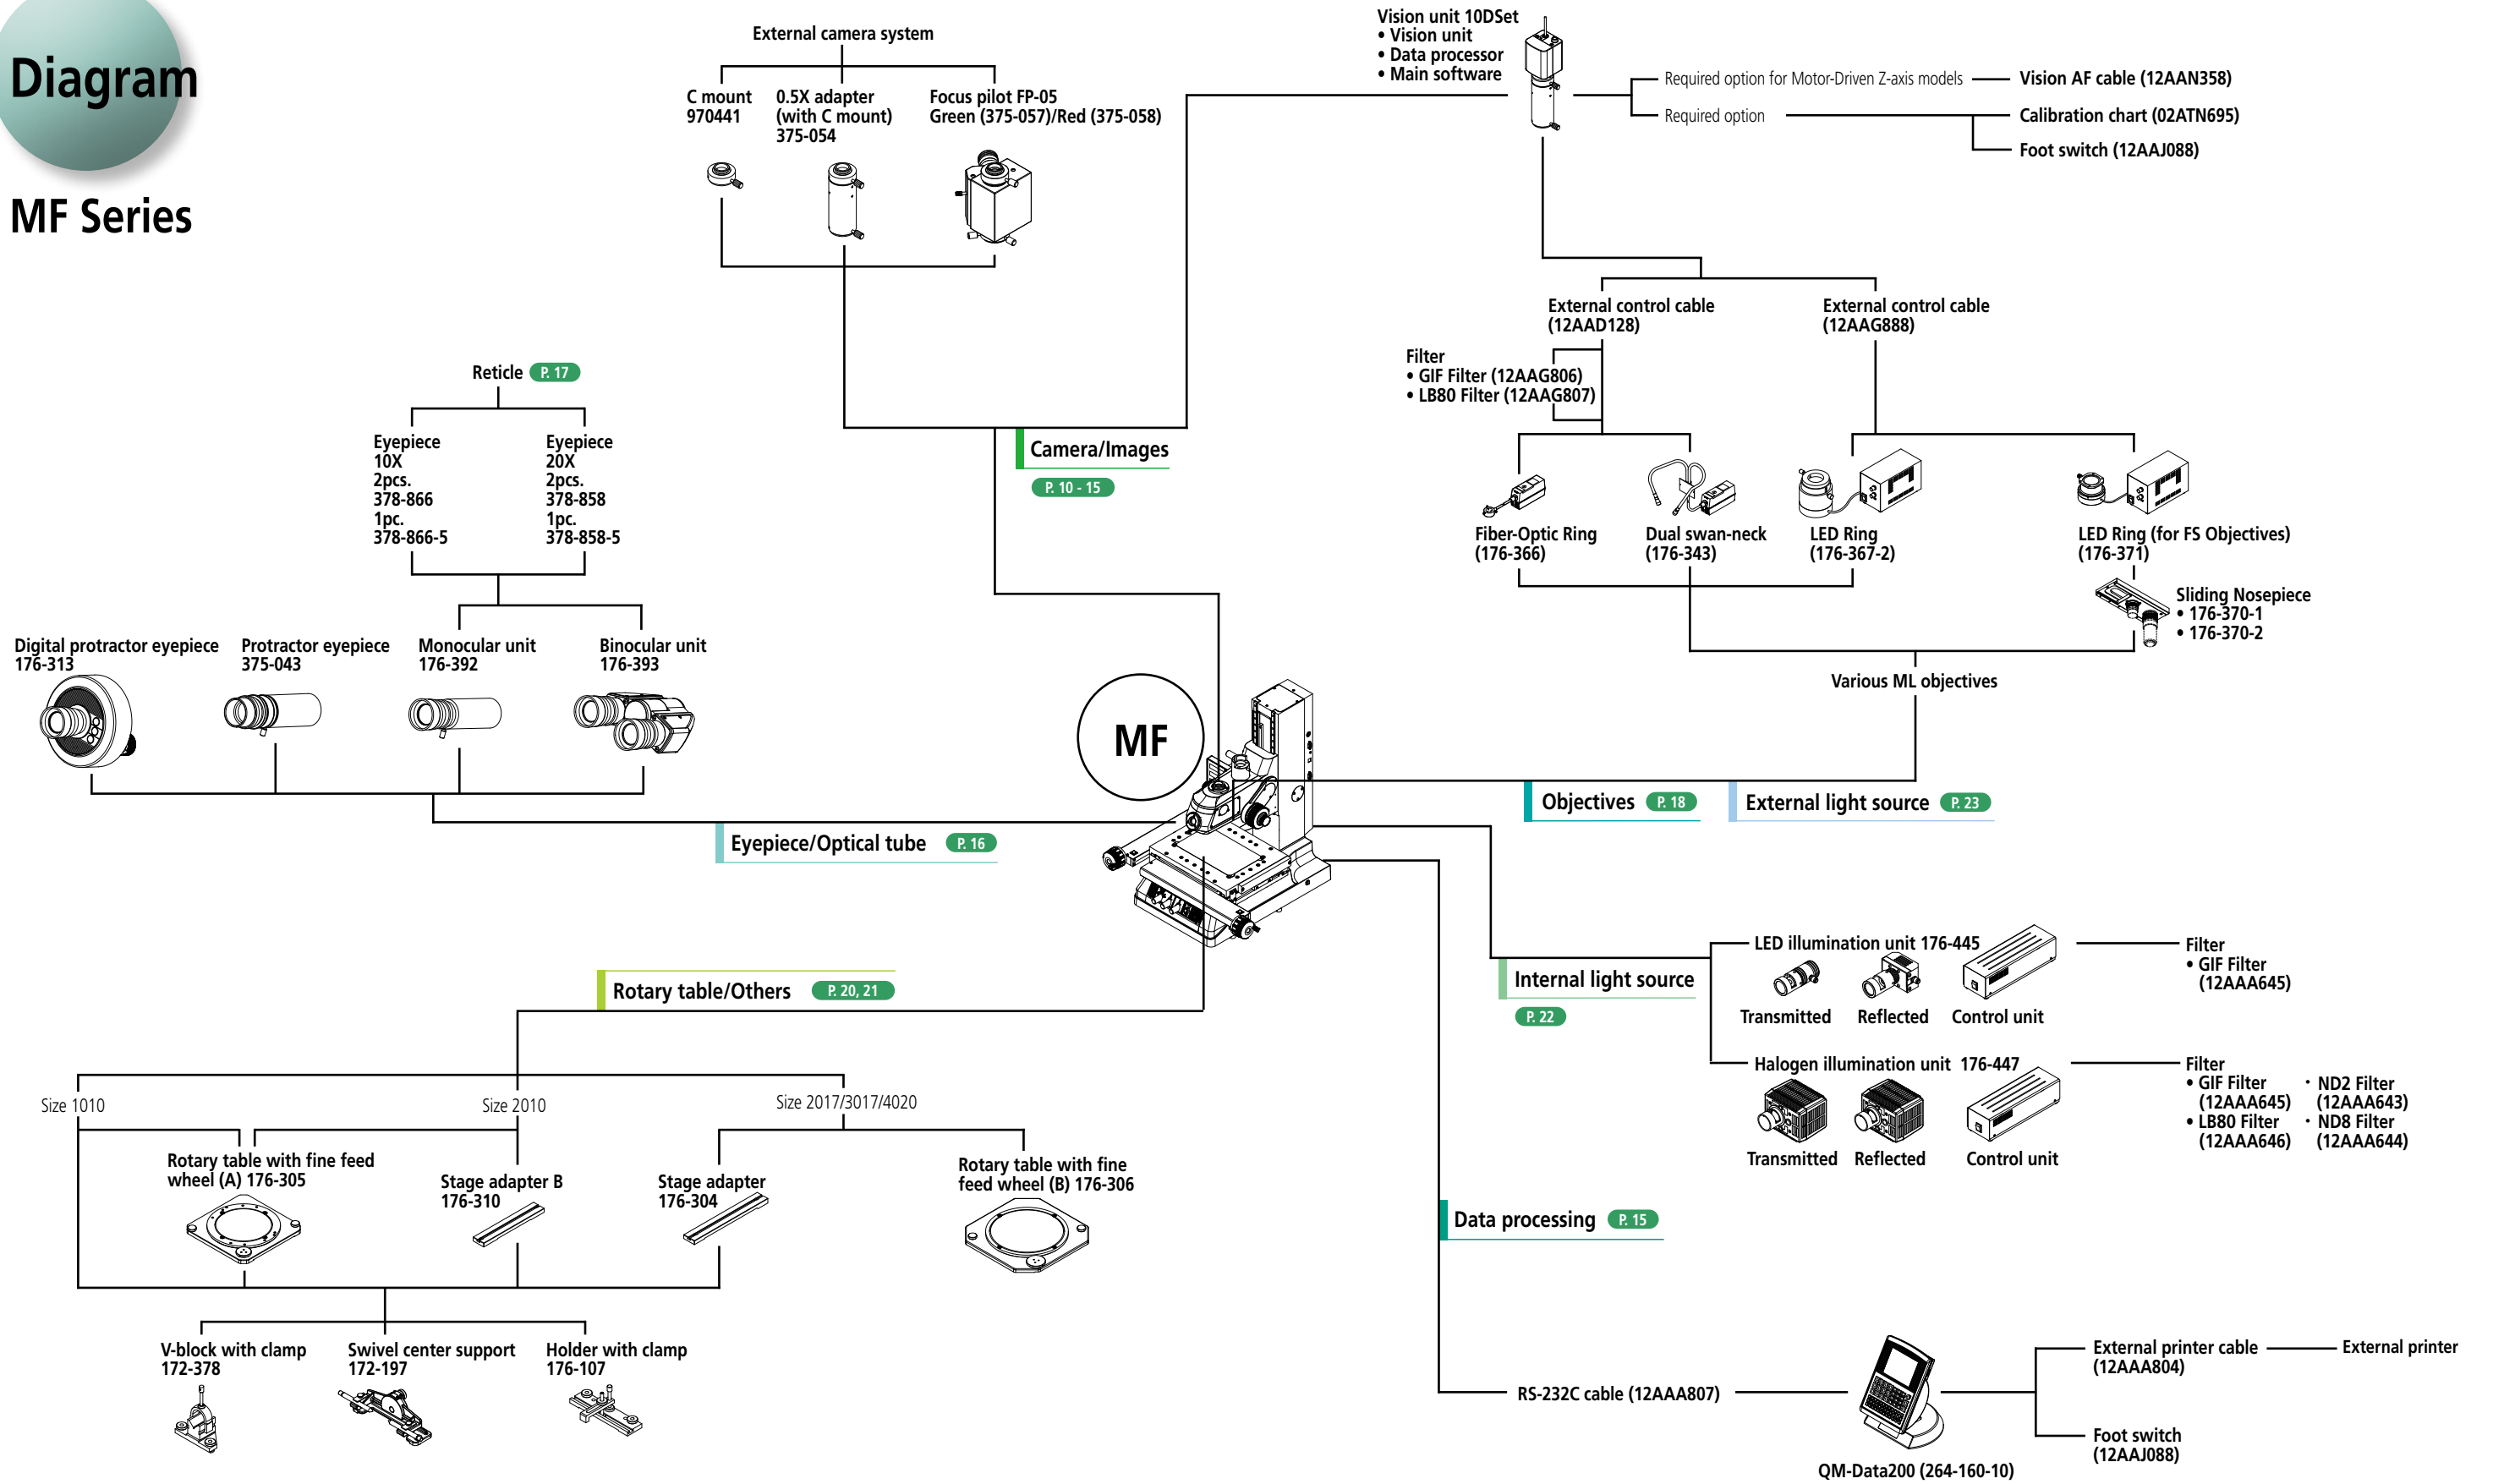 Diagram
MF Series
External camera system
C mount
970441
0.5X adapter
(with C mount)
375-054
Focus pilot FP-05
Green (375-057)/Red (375-058)
Vision unit 10DSet
• Vision unit
• Data processor
• Main software
Required option for Motor-Driven Z-axis models
Vision AF cable (12AAN358)
Required option
Calibration chart (02ATN695)
Foot switch (12AAJ088)
External control cable
(12AAD128)
External control cable
(12AAG888)
Filter
• GIF Filter (12AAG806)
• LB80 Filter (12AAG807)
Reticle P. 17
Eyepiece
10X
2pcs.
378-866
1pc.
378-866-5
Eyepiece
20X
2pcs.
378-858
1pc.
378-858-5
Camera/Images
P. 10 - 15
Fiber-Optic Ring
(176-366)
Dual swan-neck
(176-343)
LED Ring
(176-367-2)
LED Ring (for FS Objectives)
(176-371)
Sliding Nosepiece
• 176-370-1
• 176-370-2
Various ML objectives
Digital protractor eyepiece
176-313
Protractor eyepiece
375-043
Monocular unit
176-392
Binocular unit
176-393
MF
Objectives P. 18
External light source P. 23
Eyepiece/Optical tube P. 16
Rotary table/Others P. 20, 21
Internal light source
P. 22
LED illumination unit 176-445
Transmitted
Reflected
Control unit
Filter
• GIF Filter
(12AAA645)
Halogen illumination unit 176-447
Transmitted
Reflected
Control unit
Filter
• GIF Filter
(12AAA645)
• LB80 Filter
(12AAA646)
・ND2 Filter
(12AAA643)
・ND8 Filter
(12AAA644)
Size 1010
Size 2010
Size 2017/3017/4020
Rotary table with fine feed
wheel (A) 176-305
Stage adapter B
176-310
Stage adapter
176-304
Rotary table with fine
feed wheel (B) 176-306
Data processing P. 15
V-block with clamp
172-378
Swivel center support
172-197
Holder with clamp
176-107
RS-232C cable (12AAA807)
QM-Data200 (264-160-10)
External printer cable
(12AAA804)
External printer
Foot switch
(12AAJ088)